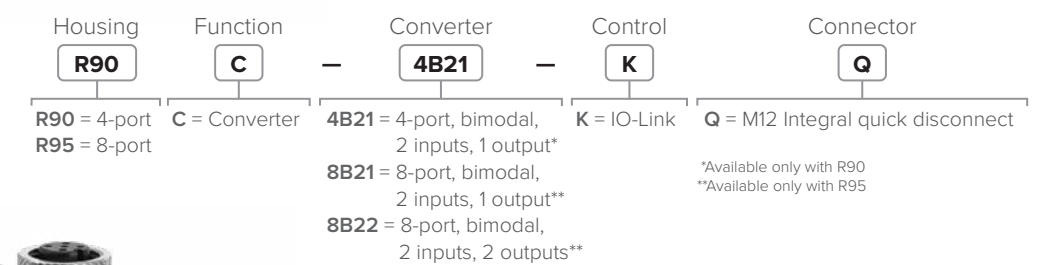 Housing Function Converter Control Connector
R90 C – 4B21 – K Q
R90 = 4-port C = Converter 4B21 = 4-port, bimodal, K = IO-Link Q = M12 Integral quick disconnect
R95 = 8-port 2 inputs, 1 output*
8B21 = 8-port, bimodal, *Available only with R90
2 inputs, 1 output** **Available only with R95
8B22 = 8-port, bimodal,
2 inputs, 2 outputs**